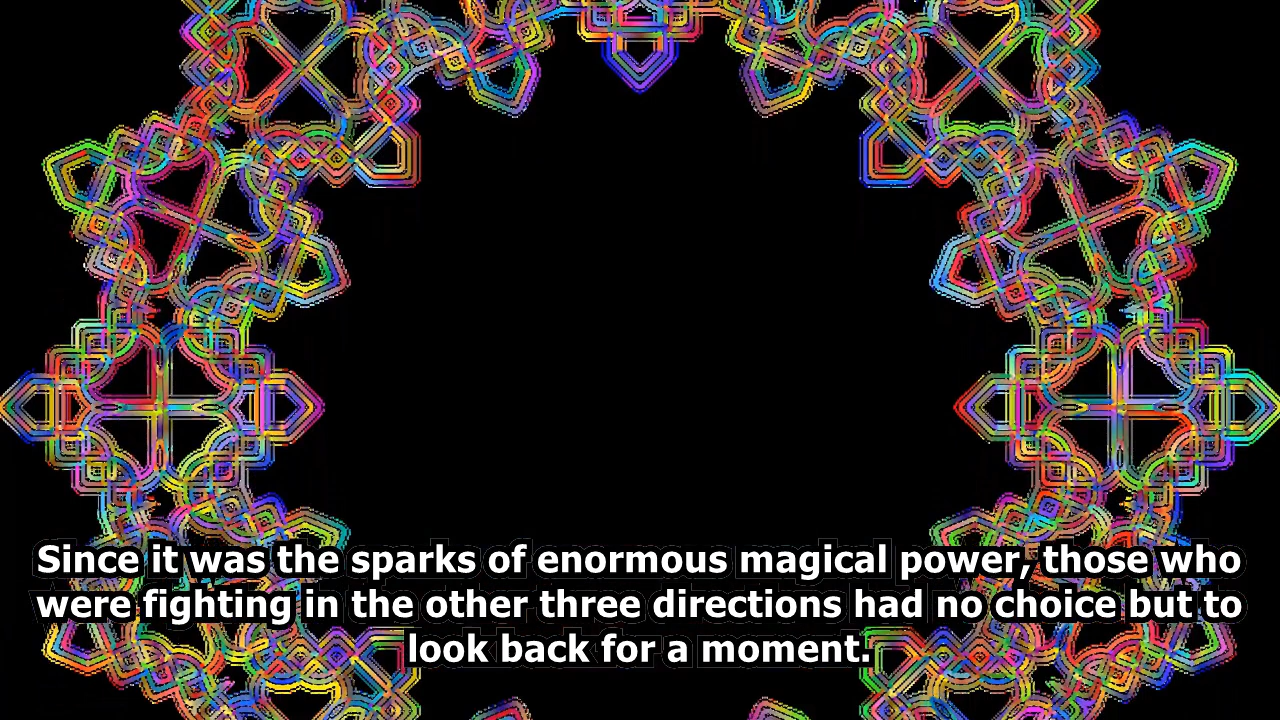 Since it was the sparks of enormous magical power, those who
were fighting in the other three directions had no choice but to
look back for a moment.